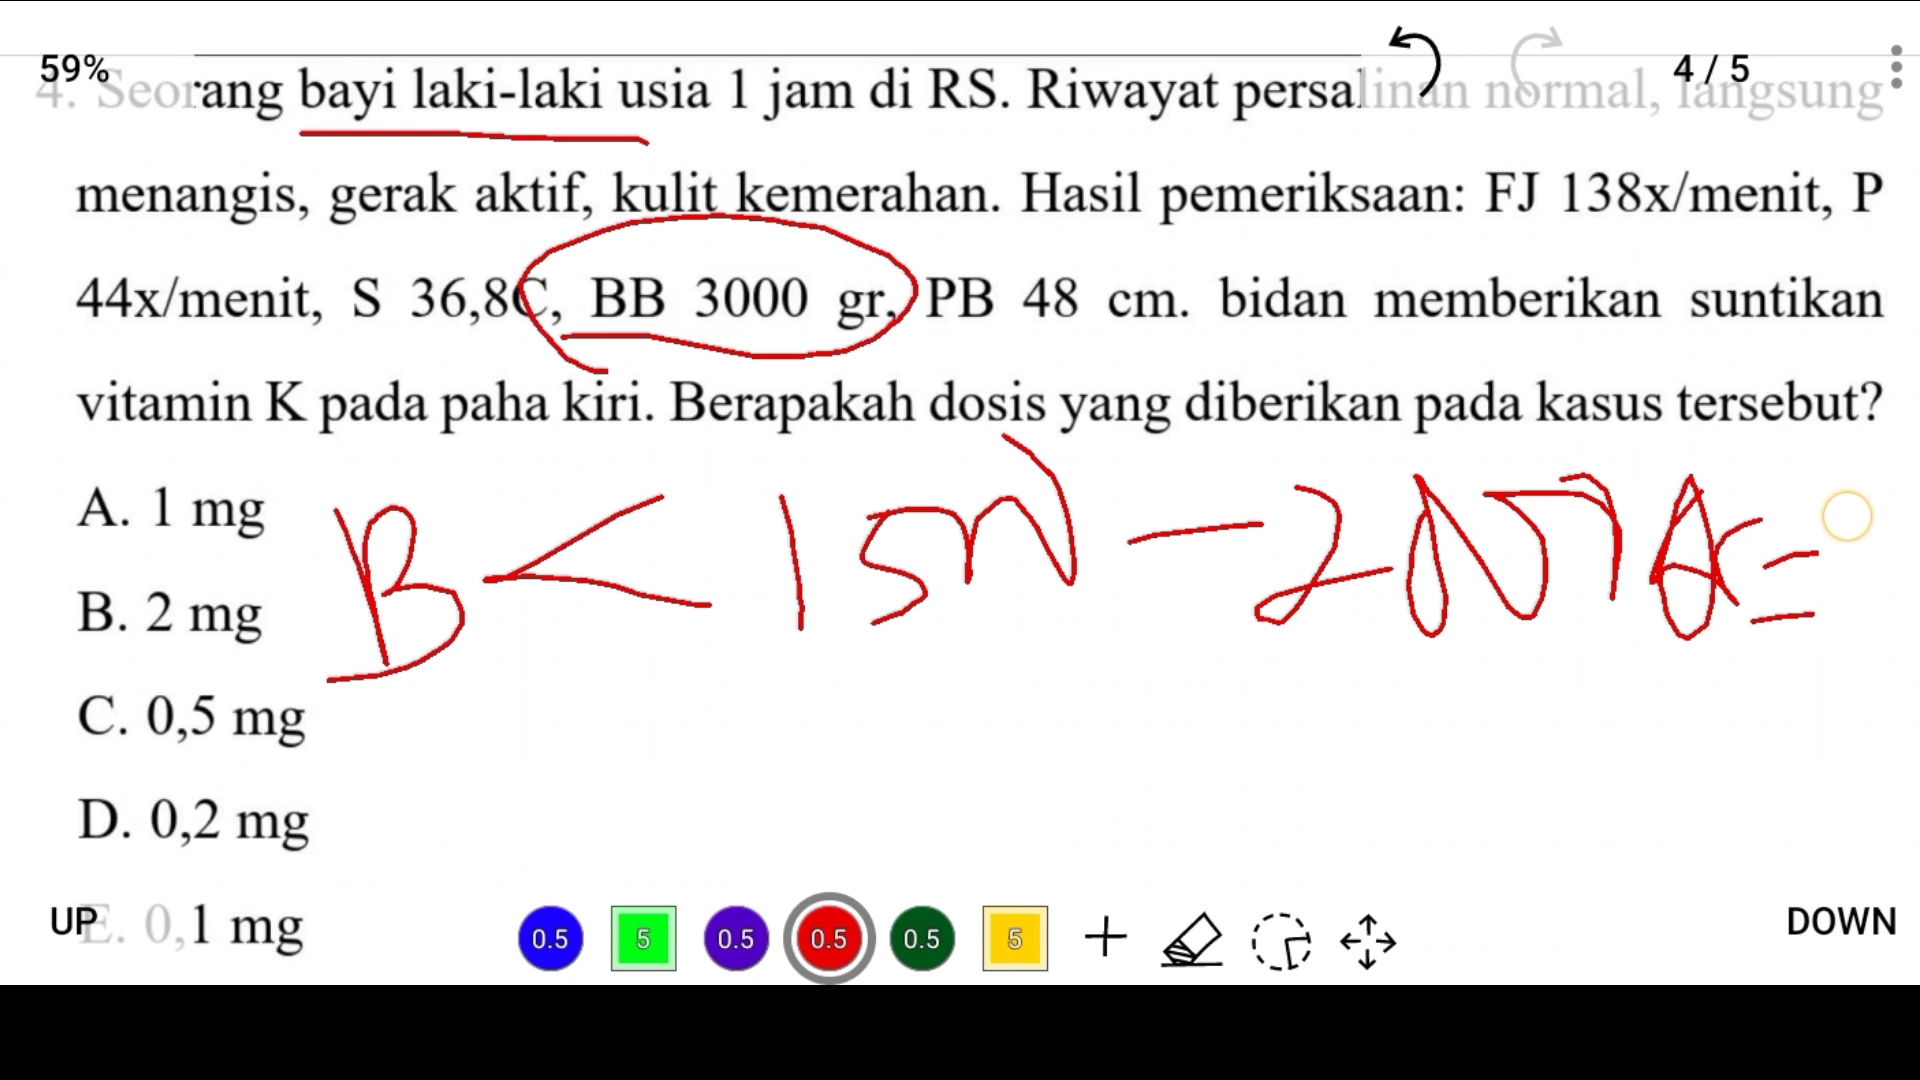 59%
4 / 5
4. Seorang bayi laki-laki usia 1 jam di RS. Riwayat persalinan normal, langsung
menangis, gerak aktif, kulit kemerahan. Hasil pemeriksaan: FJ 138x/menit, P
44x/menit, S 36,8C, BB 3000 gr, PB 48 cm. bidan memberikan suntikan
vitamin K pada paha kiri. Berapakah dosis yang diberikan pada kasus tersebut?
A. 1 mg
B. 2 mg
C. 0,5 mg
D. 0,2 mg
E. 0,1 mg
UP
0.5 5 0.5 0.5 0.5 5
DOWN